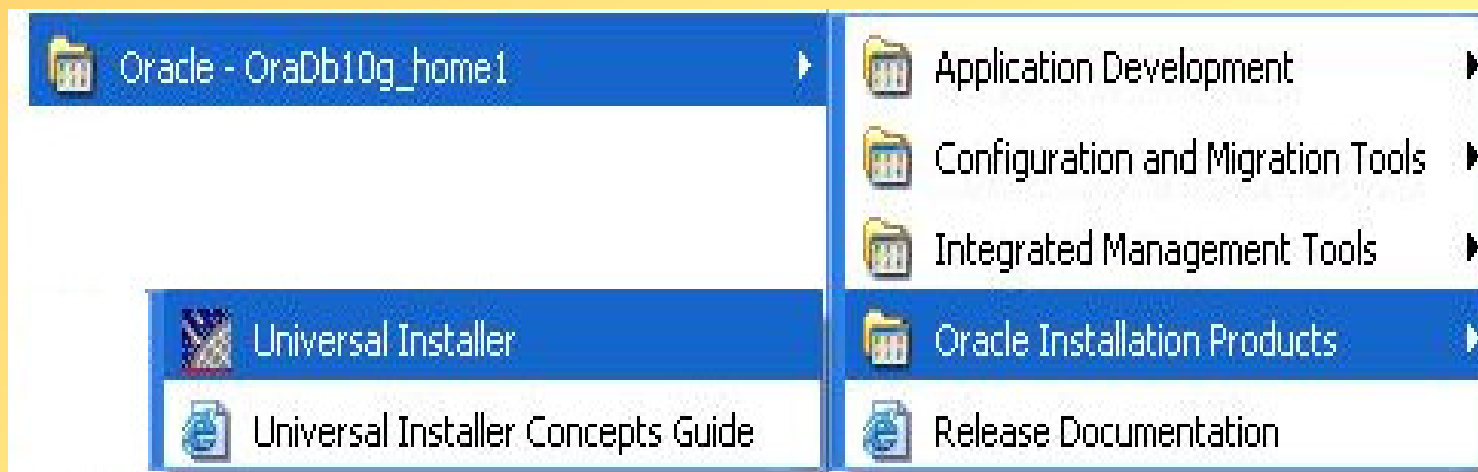 Oracle - OraDb10g_home1
Application Development
Configuration and Migration Tools
Integrated Management Tools
Oracle Installation Products
Release Documentation
Universal Installer
Universal Installer Concepts Guide